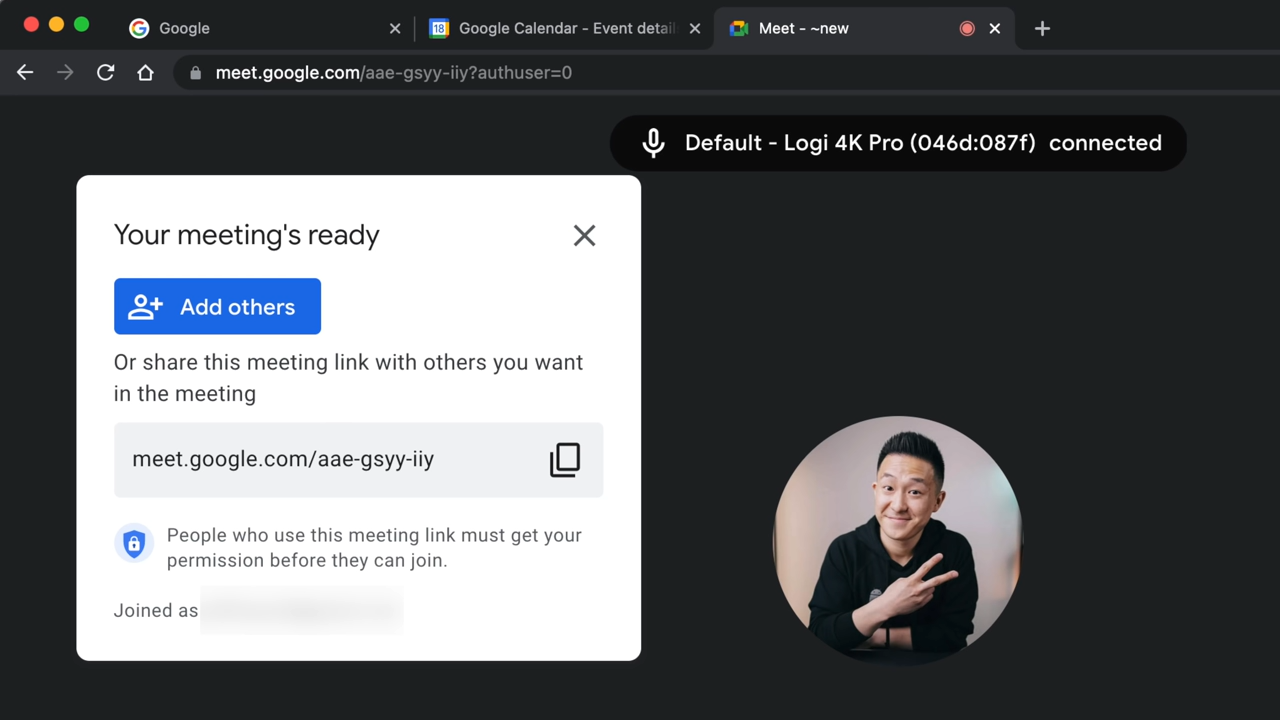 Google
18
Google Calendar - Event detail
Meet - ~new
meet.google.com/aae-gsyy-iiy?authuser=0
Default - Logi 4K Pro (046d:087f) connected
Your meeting's ready
Add others
Or share this meeting link with others you want
in the meeting
meet.google.com/aae-gsyy-iiy
People who use this meeting link must get your
permission before they can join.
Joined as